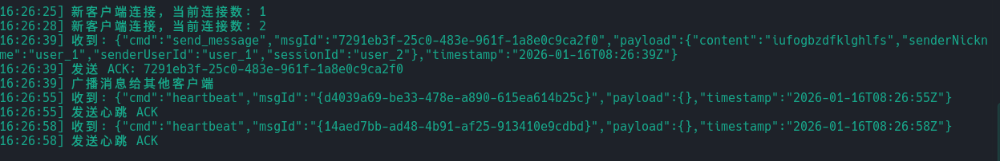 16:26:25] 新客户端连接, 当前连接数: 1
16:26:28] 新客户端连接, 当前连接数: 2
16:26:39] 收到: {"cmd":"send_message","msgId":"7291eb3f-25c0-483e-961f-1a8e0c9ca2f0","payload":{"content":"iufogbzdfklghlfs","senderNickn
me":"user_1","senderUserId":"user_1","sessionId":"user_2"},"timestamp":"2026-01-16T08:26:39Z"}
16:26:39] 发送 ACK: 7291eb3f-25c0-483e-961f-1a8e0c9ca2f0
16:26:39] 广播消息给其他客户端
16:26:55] 收到: {"cmd":"heartbeat","msgId":"{d4039a69-be33-478e-a890-615ea614b25c}","payload":{},"timestamp":"2026-01-16T08:26:55Z"}
16:26:55] 发送心跳 ACK
16:26:58] 收到: {"cmd":"heartbeat","msgId":"{14aed7bb-ad48-4b91-af25-913410e9cdbd}","payload":{},"timestamp":"2026-01-16T08:26:58Z"}
16:26:58] 发送心跳 ACK